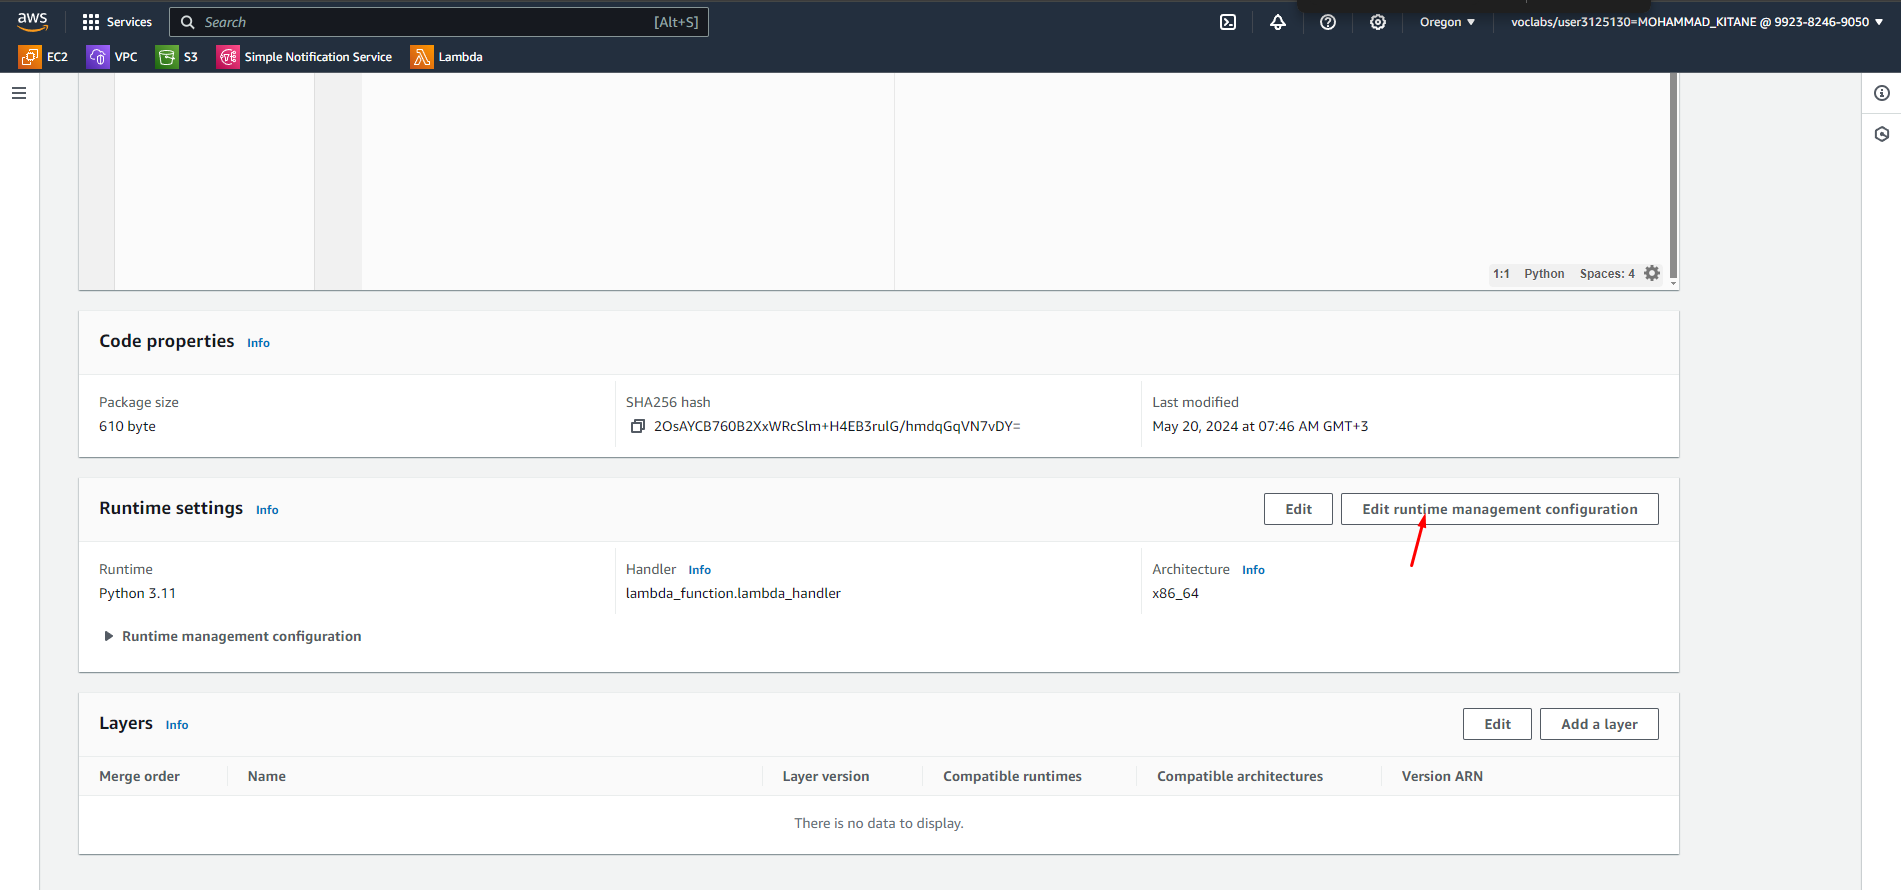 aws
Services
Search
[Alt+S]
Oregon
voclabs/user3125130=MOHAMMAD_KITANE @ 9923-8246-9050
EC2
VPC
S3
Simple Notification Service
Lambda
1:1
Python
Spaces: 4
Code properties
Info
Package size
SHA256 hash
Last modified
610 byte
2OsAYCB760B2XxWRcSlm+H4EB3rulG/hmdqGqVN7vDY=
May 20, 2024 at 07:46 AM GMT+3
Runtime settings
Info
Edit
Edit runtime management configuration
Runtime
Handler
Info
Architecture
Info
Python 3.11
lambda_function.lambda_handler
x86_64
Runtime management configuration
Layers
Info
Edit
Add a layer
Merge order
Name
Layer version
Compatible runtimes
Compatible architectures
Version ARN
There is no data to display.